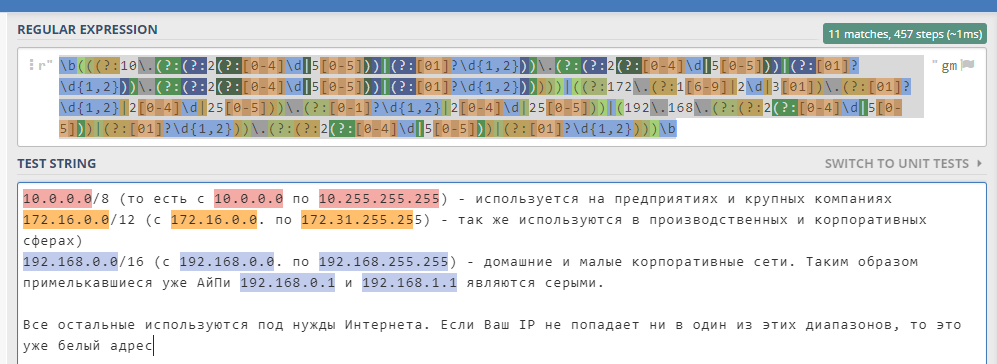 REGULAR EXPRESSION
11 matches, 457 steps (~1ms)
r" \b(((?:10\.(?:(?:2(?:[0-4]\d|5[0-5]))|(?:[01]?\d{1,2}))\.(?:(?:2(?:[0-4]\d|5[0-5]))|(?:[01]? " gm
\d{1,2}))\.(?:(?:2(?:[0-4]\d|5[0-5]))|(?:[01]?\d{1,2}))))|((?:172\.(?:1[6-9]|2\d|3[01])\.(?:[01]?
\d{1,2}|2[0-4]\d|25[0-5]))\.(?:[0-1]?\d{1,2}|2[0-4]\d|25[0-5]))|(192\.168\.(?:(?:2(?:[0-4]\d|5[0-
5]))|(?:[01]?\d{1,2}))\.(?:(?:2(?:[0-4]\d|5[0-5]))|(?:[01]?\d{1,2}))))\b
TEST STRING
SWITCH TO UNIT TESTS
10.0.0.0/8 (то есть с 10.0.0.0 по 10.255.255.255) - используется на предприятиях и крупных компаниях
172.16.0.0/12 (с 172.16.0.0. по 172.31.255.255) - так же используются в производственных и корпоративных
сферах)
192.168.0.0/16 (с 192.168.0.0. по 192.168.255.255) - домашние и малые корпоративные сети. Таким образом
примелькавшиеся уже АйПи 192.168.0.1 и 192.168.1.1 являются серыми.
Все остальные используются под нужды Интернета. Если Ваш IP не попадает ни в один из этих диапазонов, то это
уже белый адрес